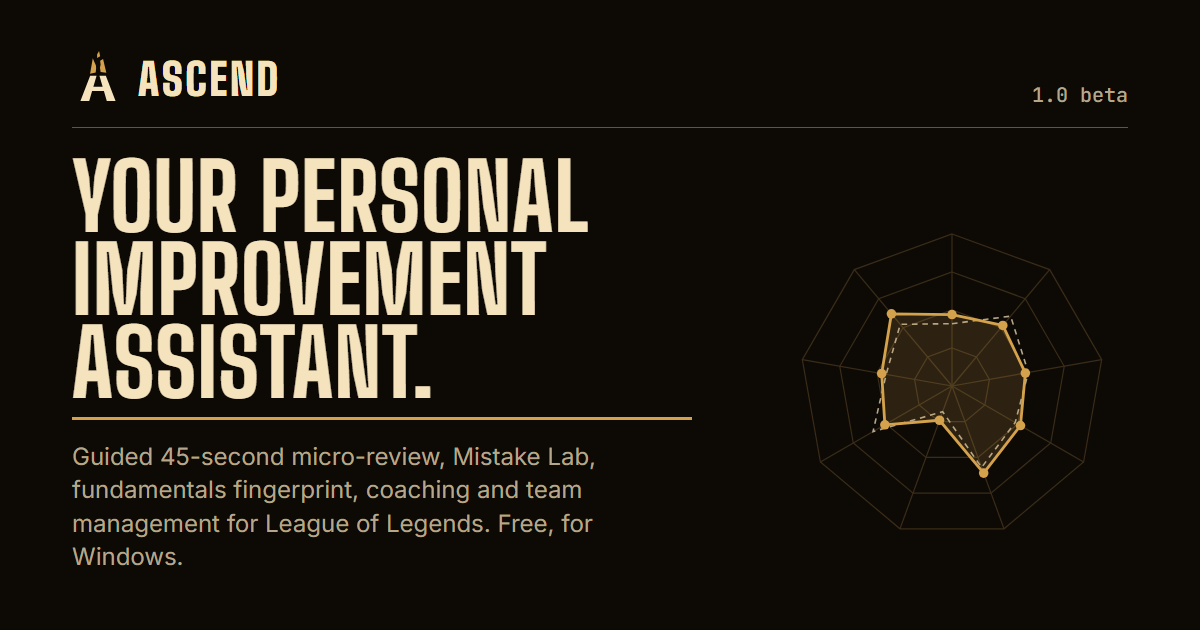 ASCEND
1.0 beta
YOUR PERSONAL
IMPROVEMENT
ASSISTANT.
Guided 45-second micro-review, Mistake Lab,
fundamentals fingerprint, coaching and team
management for League of Legends. Free, for
Windows.